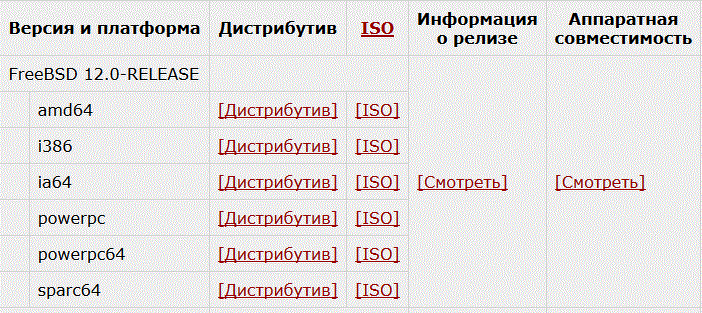 Версия и платформа Дистрибутив ISO Информация о релизе Аппаратная совместимость
FreeBSD 12.0-RELEASE
amd64 [Дистрибутив] [ISO]
i386 [Дистрибутив] [ISO]
ia64 [Дистрибутив] [ISO] [Смотреть] [Смотреть]
powerpc [Дистрибутив] [ISO]
powerpc64 [Дистрибутив] [ISO]
sparc64 [Дистрибутив] [ISO]